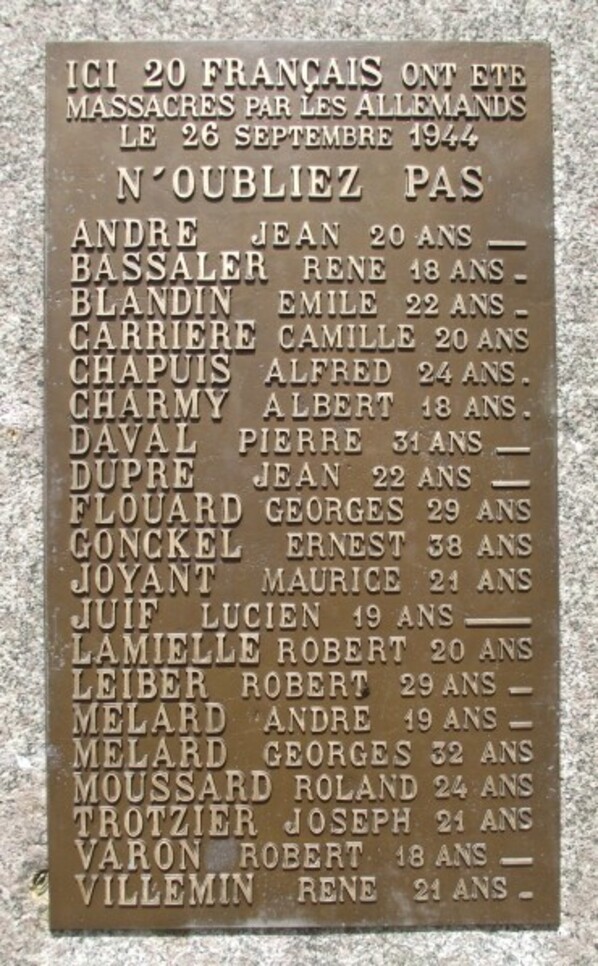 ICI 20 FRANÇAIS ONT ETE
MASSACRES PAR LES ALLEMANDS
LE 26 SEPTEMBRE 1944
N'OUBLIEZ PAS
ANDRE JEAN 20 ANS —
BASSALER RENE 18 ANS -
BLANDIN EMILE 22 ANS -
CARRIERE CAMILLE 20 ANS
CHAPUIS ALFRED 24 ANS.
CHARMY ALBERT 18 ANS.
DAVAL PIERRE 31 ANS —
DUPRE JEAN 22 ANS —
FLOUARD GEORGES 29 ANS
GONCKEL ERNEST 38 ANS
JOYANT MAURICE 21 ANS
JUIF LUCIEN 19 ANS —
LAMIELLE ROBERT 20 ANS
LEIBER ROBERT 29 ANS —
MELARD ANDRE 19 ANS —
MELARD GEORGES 32 ANS
MOUSSARD ROLAND 24 ANS
TROTZIER JOSEPH 21 ANS
VARON ROBERT 18 ANS —
VILLEMIN RENE 21 ANS -